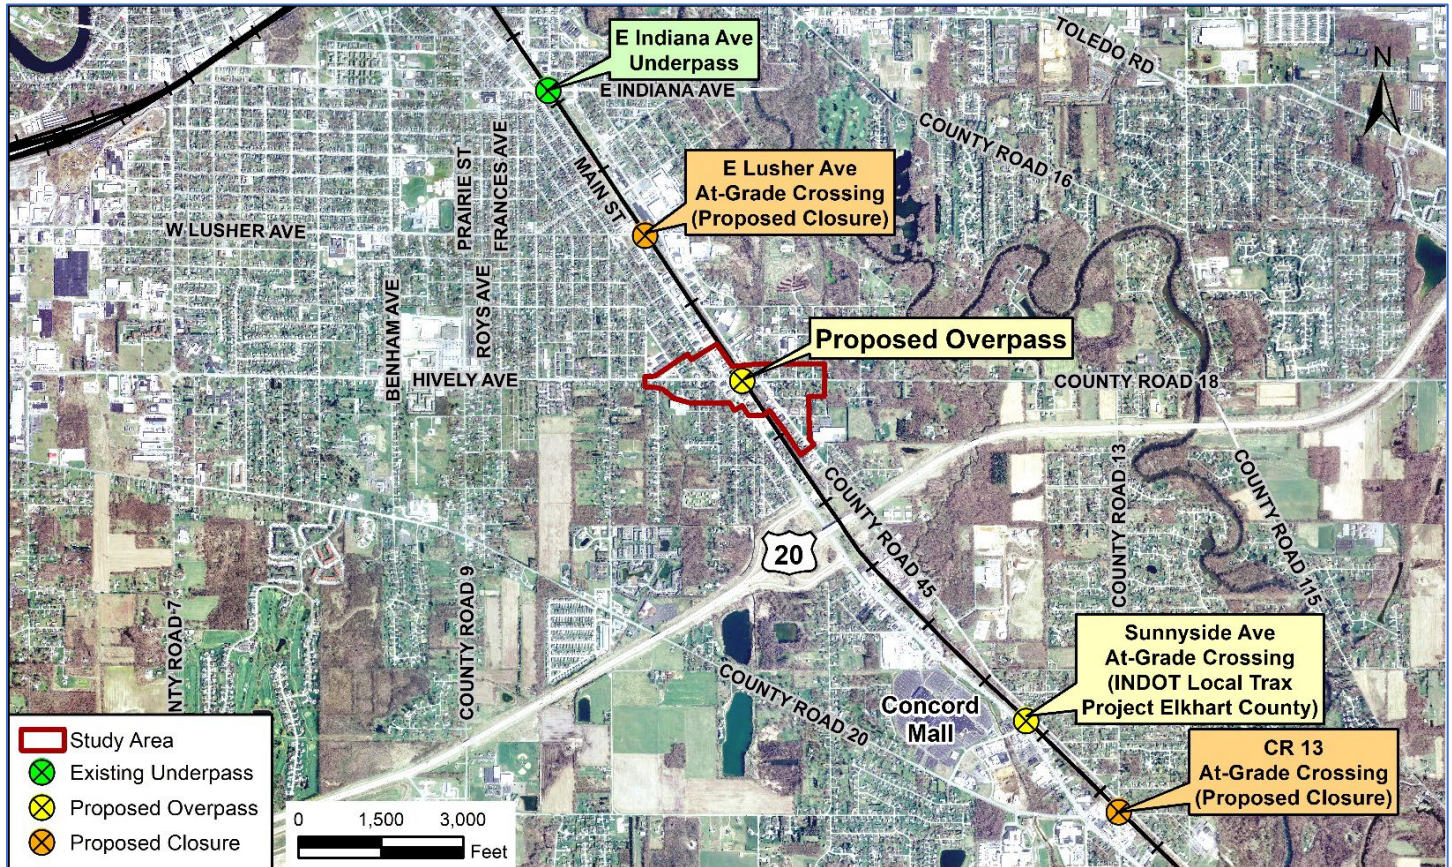 E Indiana Ave
Underpass
E INDIANA AVE
TOLEDO RD
N
COUNTY ROAD 16
PRAIRIE ST
FRANCES AVE
MAIN ST
E Lusher Ave
At-Grade Crossing
(Proposed Closure)
W LUSHER AVE
BENHAM AVE
ROYS AVE
Proposed Overpass
HIVELY AVE
COUNTY ROAD 18
COUNTY ROAD 45
COUNTY ROAD 13
COUNTY ROAD 115
20
NTY ROAD 7
COUNTY ROAD 9
COUNTY ROAD 20
Concord
Mall
Sunnyside Ave
At-Grade Crossing
(INDOT Local Trax
Project Elkhart County)
CR 13
At-Grade Crossing
(Proposed Closure)
Study Area
Existing Underpass
Proposed Overpass
Proposed Closure
0 1,500 3,000
Feet